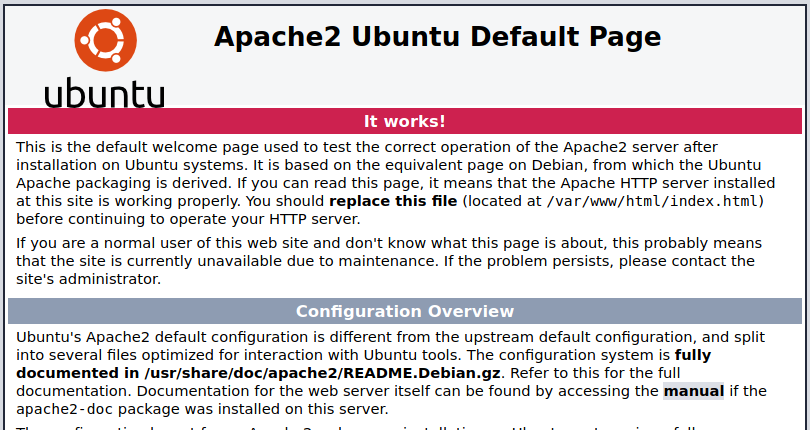 Apache2 Ubuntu Default Page
ubuntu
It works!
This is the default welcome page used to test the correct operation of the Apache2 server after
installation on Ubuntu systems. It is based on the equivalent page on Debian, from which the Ubuntu
Apache packaging is derived. If you can read this page, it means that the Apache HTTP server installed
at this site is working properly. You should replace this file (located at /var/www/html/index.html)
before continuing to operate your HTTP server.
If you are a normal user of this web site and don't know what this page is about, this probably means
that the site is currently unavailable due to maintenance. If the problem persists, please contact the
site's administrator.
Configuration Overview
Ubuntu's Apache2 default configuration is different from the upstream default configuration, and split
into several files optimized for interaction with Ubuntu tools. The configuration system is fully
documented in /usr/share/doc/apache2/README.Debian.gz. Refer to this for the full
documentation. Documentation for the web server itself can be found by accessing the manual if the
apache2-doc package was installed on this server.